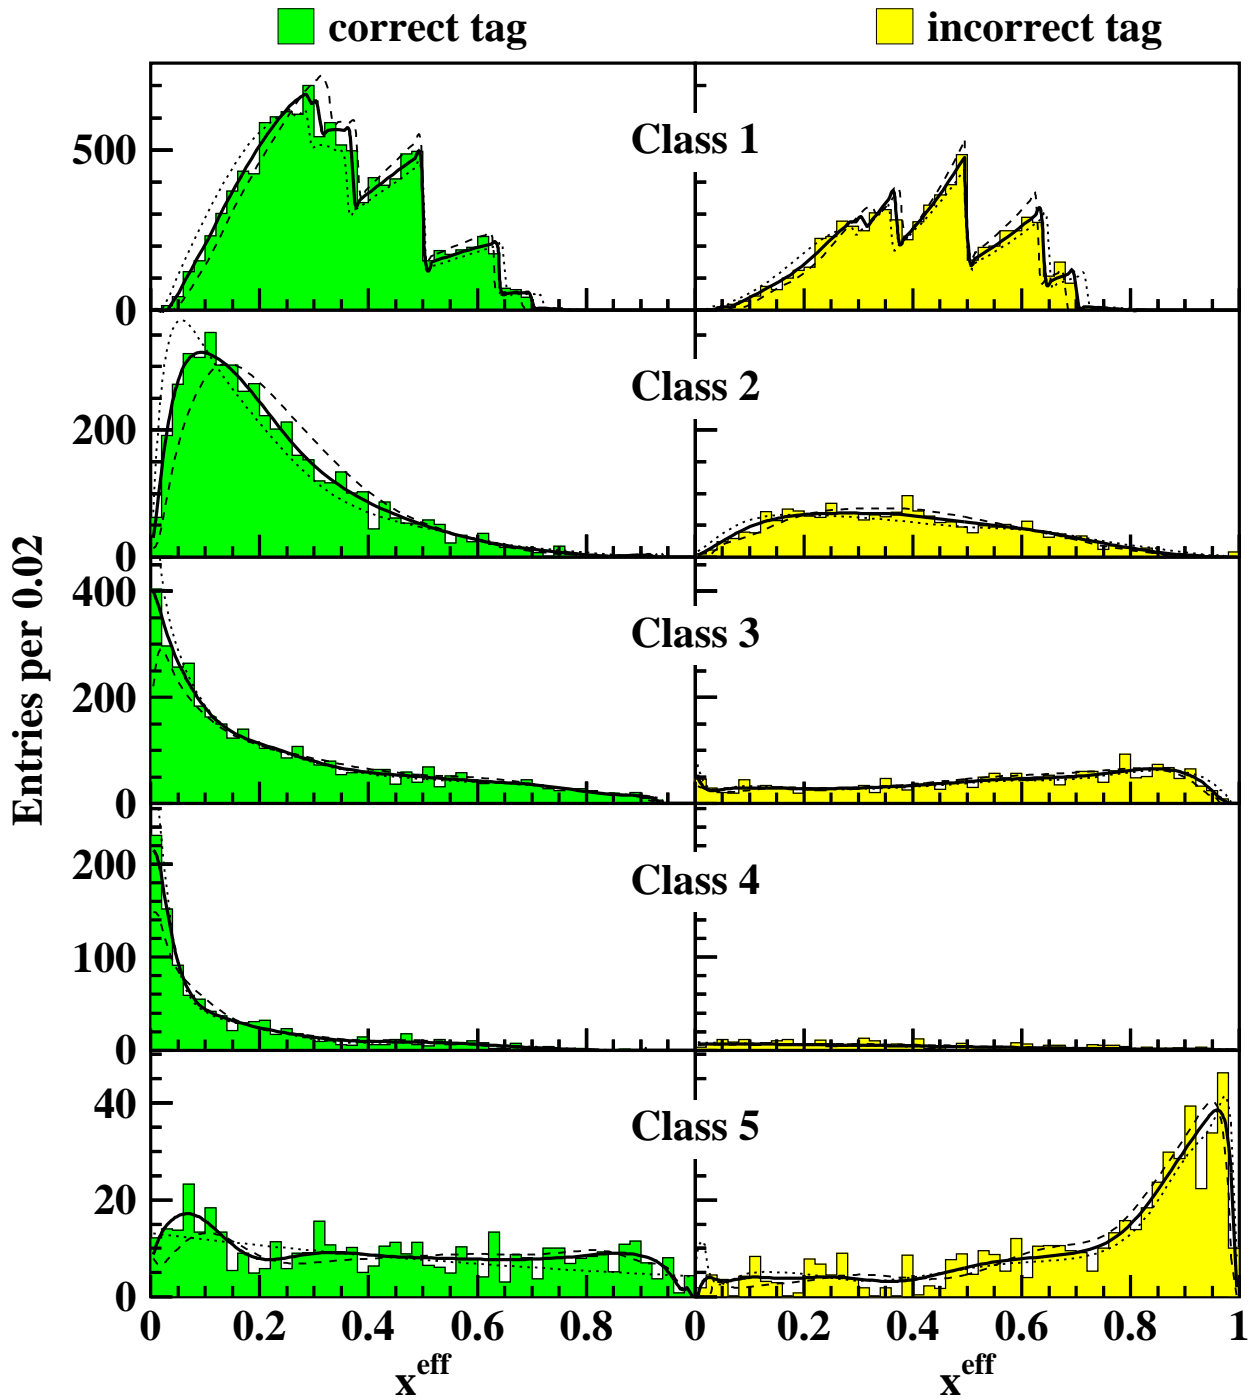 correct tag incorrect tag
Class 1
500
0
Class 2
200
0
Class 3
400
200
0
Class 4
200
100
0
Class 5
40
20
0
Entries per 0.02
0 0.2 0.4 0.6 0.8 0 0.2 0.4 0.6 0.8 1
x^eff x^eff